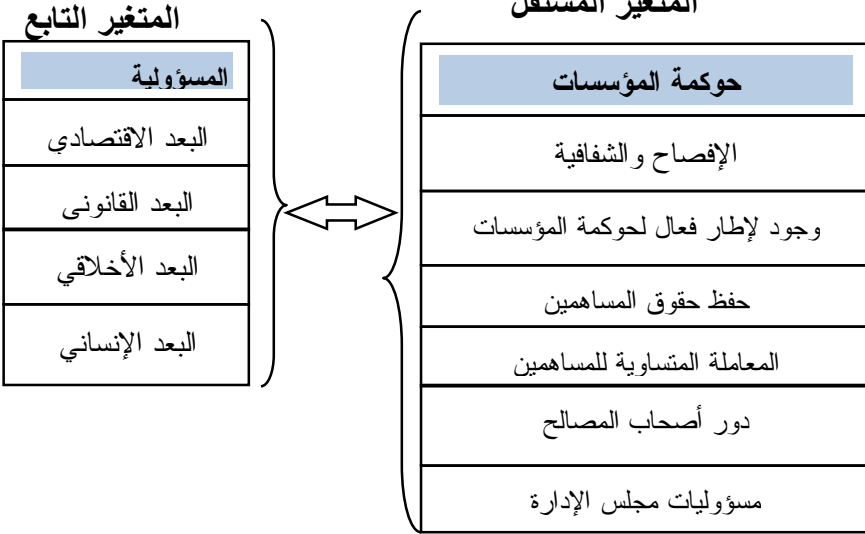 المتغير المستقل
حوكمة المؤسسات
الإفصاح والشفافية
وجود لإطار فعال لحوكمة المؤسسات
حفظ حقوق المساهمين
المعاملة المتساوية للمساهمين
دور أصحاب المصالح
مسؤوليات مجلس الإدارة
المتغير التابع
المسؤولية
البعد الاقتصادي
البعد القانونى
البعد الأخلاقي
البعد الإنساني